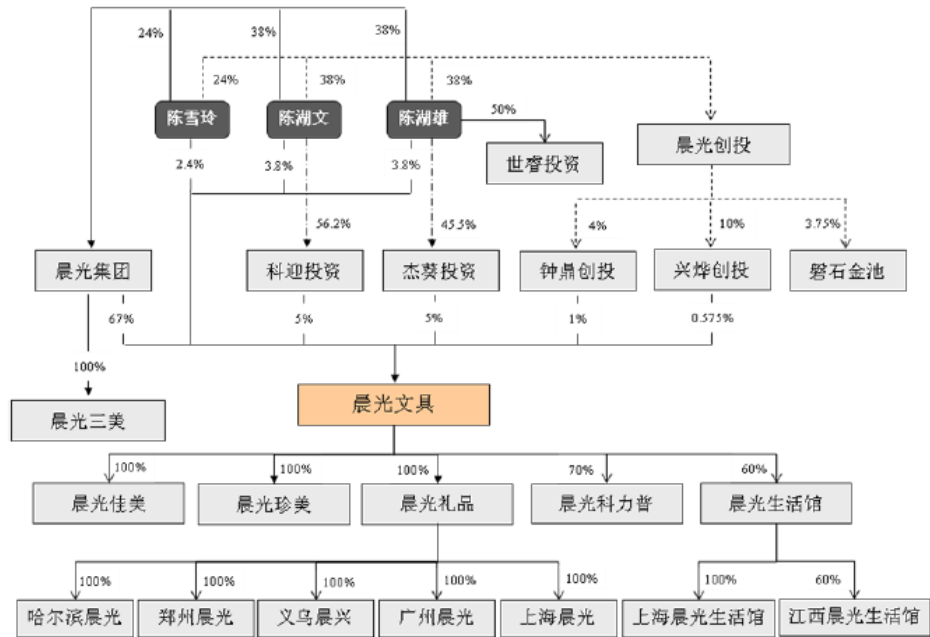 24%
38%
38%
24%
38%
38%
陈雪玲
陈湖文
陈湖雄
50%
世睿投资
晨光创投
2.4%
3.8%
3.8%
56.2%
45.5%
4%
10%
3.75%
晨光集团
科迎投资
杰葵投资
钟鼎创投
兴烨创投
磐石金池
67%
5%
5%
1%
0.575%
100%
晨光三美
晨光文具
100%
100%
100%
70%
60%
晨光佳美
晨光珍美
晨光礼品
晨光科力普
晨光生活馆
100%
100%
100%
100%
100%
100%
60%
哈尔滨晨光
郑州晨光
义乌晨兴
广州晨光
上海晨光
上海晨光生活馆
江西晨光生活馆